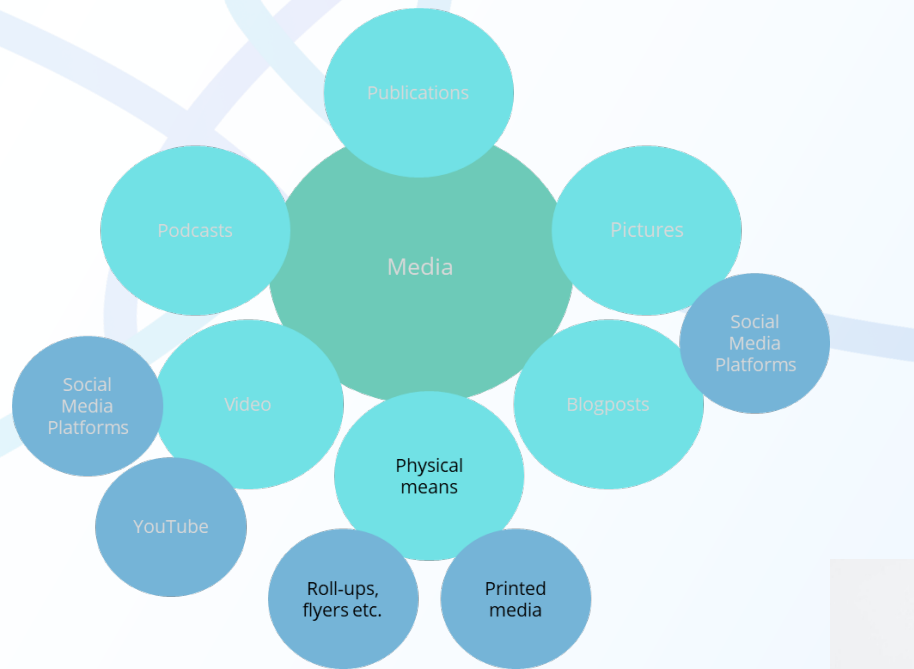 Publications
Podcasts
Pictures
Media
Social
Media
Platforms
Social
Media
Platforms
Video
Blogposts
Physical
means
YouTube
Roll-ups,
flyers etc.
Printed
media